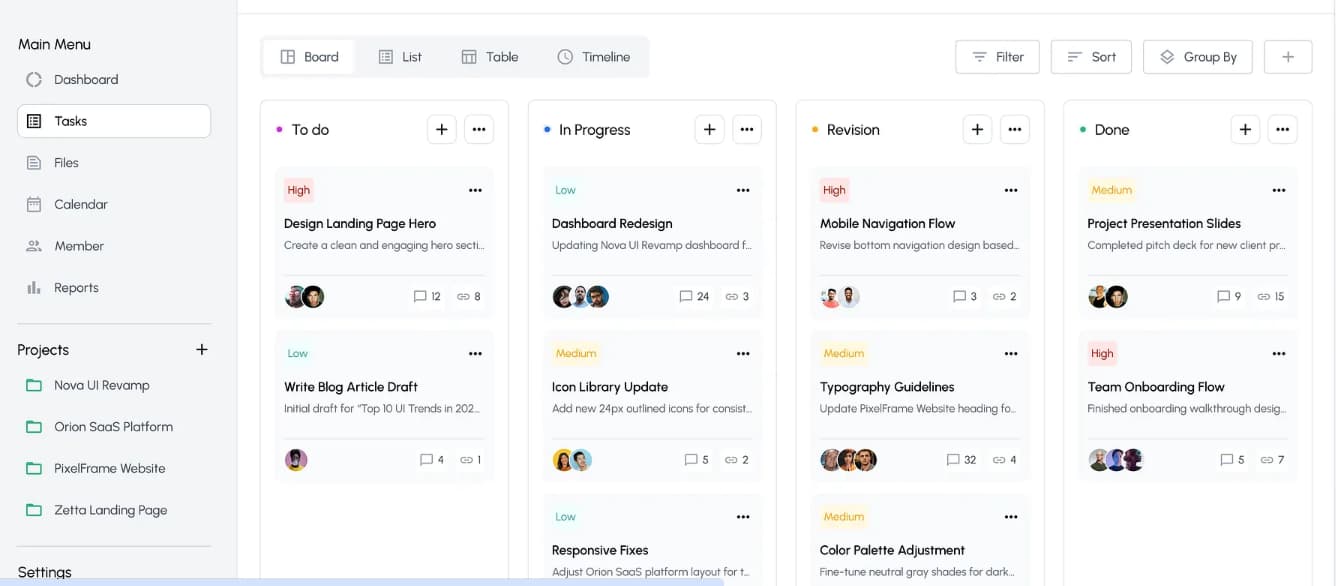 Main Menu
Dashboard
Tasks
Files
Calendar
Member
Reports
Projects
Nova UI Revamp
Orion SaaS Platform
PixelFrame Website
Zetta Landing Page
Settings
Board List Table Timeline
Filter Sort Group By
To do
High
Design Landing Page Hero
Create a clean and engaging hero secti...
12 8
Low
Write Blog Article Draft
Initial draft for “Top 10 UI Trends in 202...
4 1
In Progress
Low
Dashboard Redesign
Updating Nova UI Revamp dashboard f...
24 3
Medium
Icon Library Update
Add new 24px outlined icons for consist...
5 2
Low
Responsive Fixes
Adjust Orion SaaS platform layout for t...
Revision
High
Mobile Navigation Flow
Revise bottom navigation design based...
3 2
Medium
Typography Guidelines
Update PixelFrame Website heading fo...
32 4
Medium
Color Palette Adjustment
Fine-tune neutral gray shades for dark...
Done
Medium
Project Presentation Slides
Completed pitch deck for new client pr...
9 15
High
Team Onboarding Flow
Finished onboarding walkthrough desig...
5 7